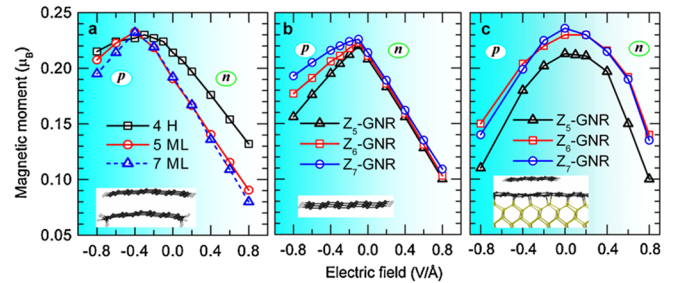 a
p
n
4 H
5 ML
7 ML
b
p
n
Z₅-GNR
Z₆-GNR
Z₇-GNR
c
p
n
Z₅-GNR
Z₆-GNR
Z₇-GNR
Magnetic moment (μ_B)
0.25
0.20
0.15
0.10
0.05
-0.8 -0.4 0.0 0.4 0.8
-0.8 -0.4 0.0 0.4 0.8
-0.8 -0.4 0.0 0.4 0.8
Electric field (V/Å)